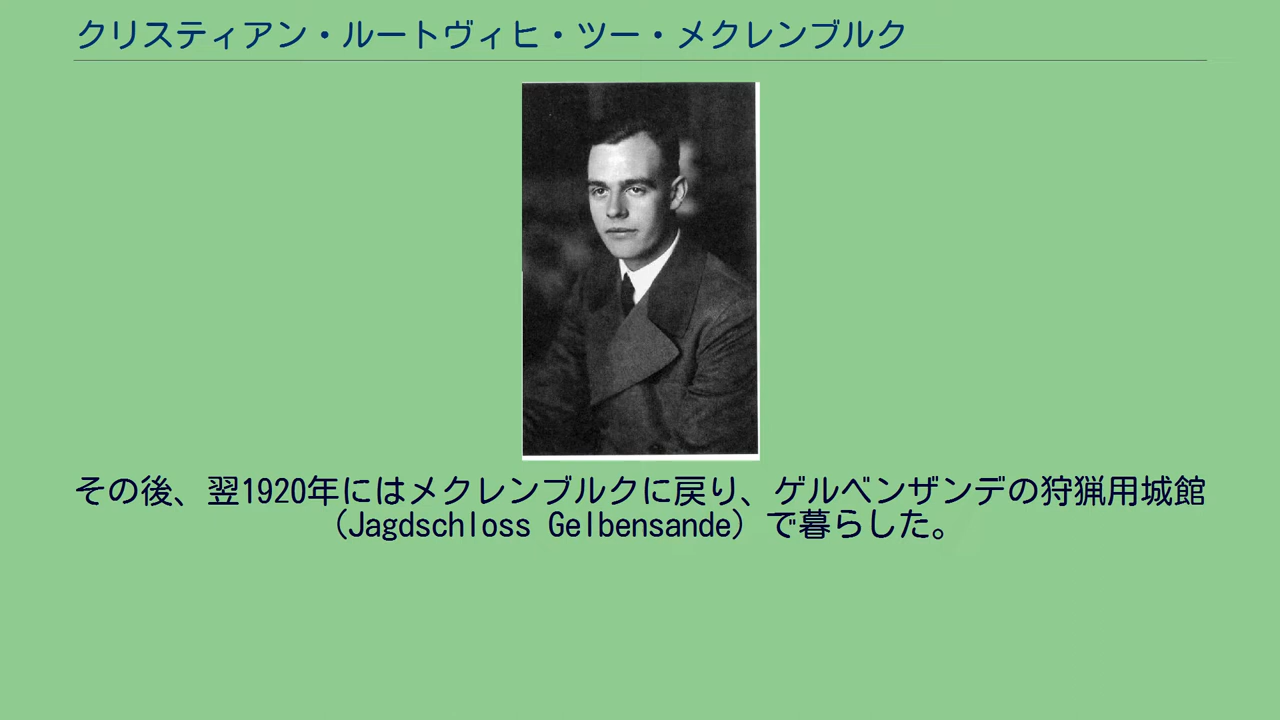 クリスティアン・ルートヴィヒ・ツー・メクレンブルク
その後、翌1920年にはメクレンブルクに戻り、ゲルベンザンデの狩猟用城館
（Jagdschloss Gelbensande）で暮らした。